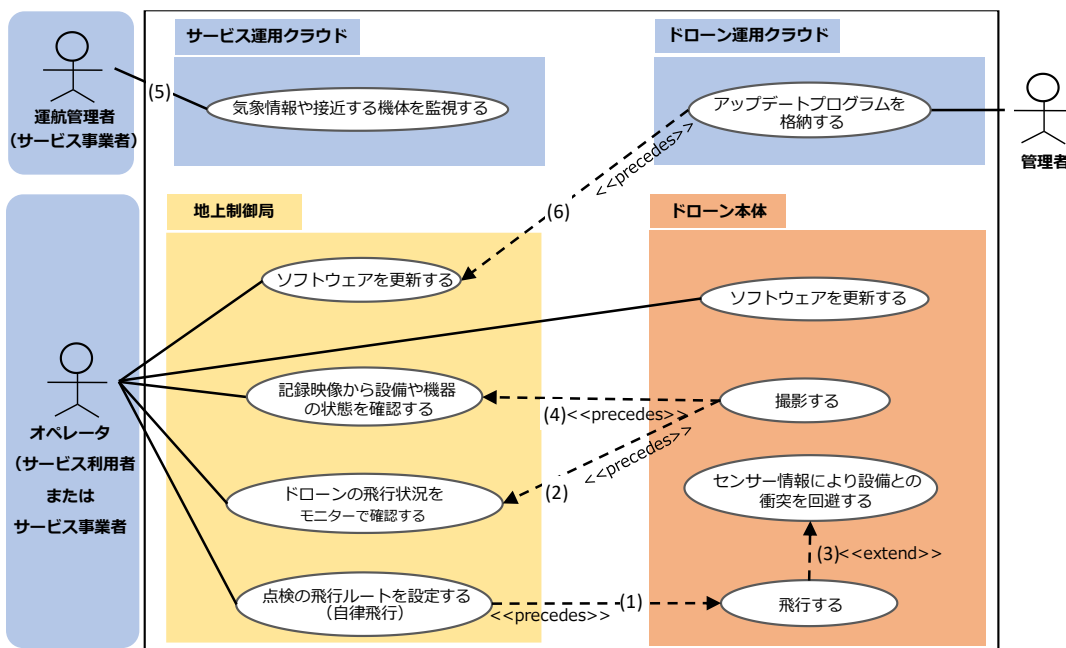 サービス運用クラウド
ドローン運用クラウド
(5)
運航管理者
（サービス事業者）
気象情報や接近する機体を監視する
アップデートプログラムを
格納する
管理者
<<precedes>>
(6)
地上制御局
ドローン本体
ソフトウェアを更新する
ソフトウェアを更新する
記録映像から設備や機器
の状態を確認する
(4)<<precedes>>
撮影する
オペレータ
（サービス利用者
または
サービス事業者
<<precedes>>
(2)
ドローンの飛行状況を
モニターで確認する
センサー情報により設備との
衝突を回避する
(3)<<extend>>
点検の飛行ルートを設定する
（自律飛行）
(1)
<<precedes>>
飛行する